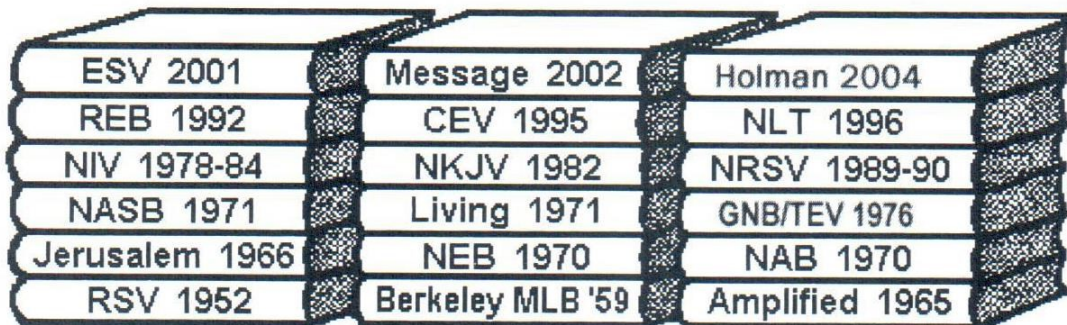 ESV 2001
Message 2002
Holman 2004
REB 1992
CEV 1995
NLT 1996
NIV 1978-84
NKJV 1982
NRSV 1989-90
NASB 1971
Living 1971
GNB/TEV 1976
Jerusalem 1966
NEB 1970
NAB 1970
RSV 1952
Berkeley MLB '59
Amplified 1965